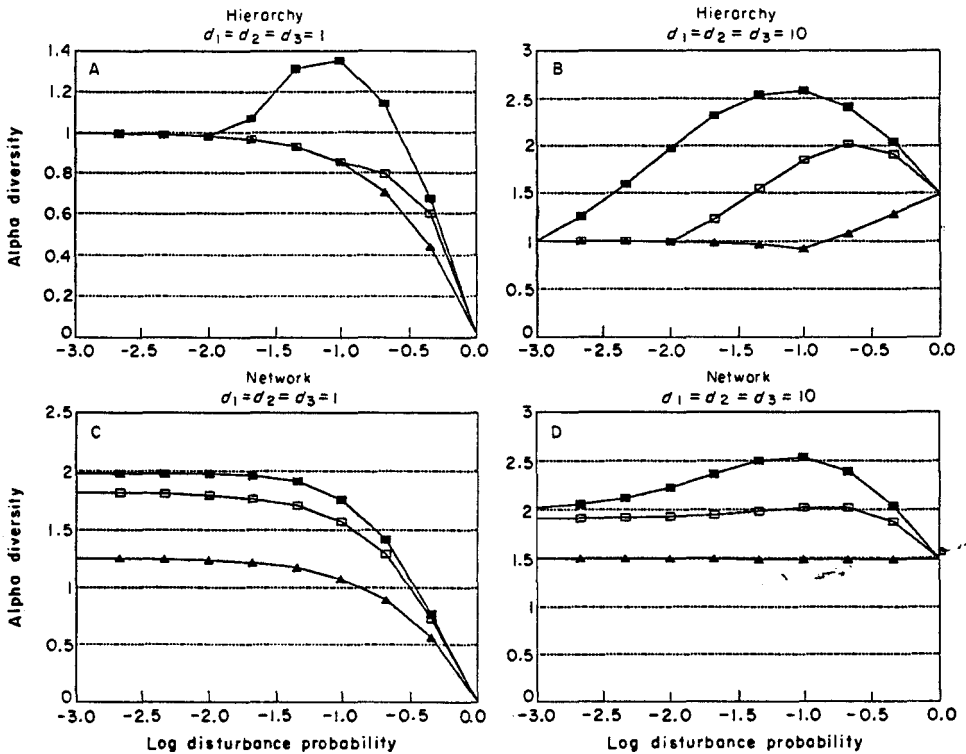 Hierarchy
d₁ = d₂ = d₃ = 1
A
Alpha diversity
1.4
1.2
1
0.8
0.6
0.4
0.2
0
-3.0 -2.5 -2.0 -1.5 -1.0 -0.5 0.0
Hierarchy
d₁ = d₂ = d₃ = 10
B
3
2.5
2
1.5
1
0.5
0
-3.0 -2.5 -2.0 -1.5 -1.0 -0.5 0.0
Network
d₁ = d₂ = d₃ = 1
C
Alpha diversity
2.5
2
1.5
1
0.5
0
-3.0 -2.5 -2.0 -1.5 -1.0 -0.5 0.0
Log disturbance probability
Network
d₁ = d₂ = d₃ = 10
D
3
2.5
2
1.5
1
0.5
0
-3.0 -2.5 -2.0 -1.5 -1.0 -0.5 0.0
Log disturbance probability